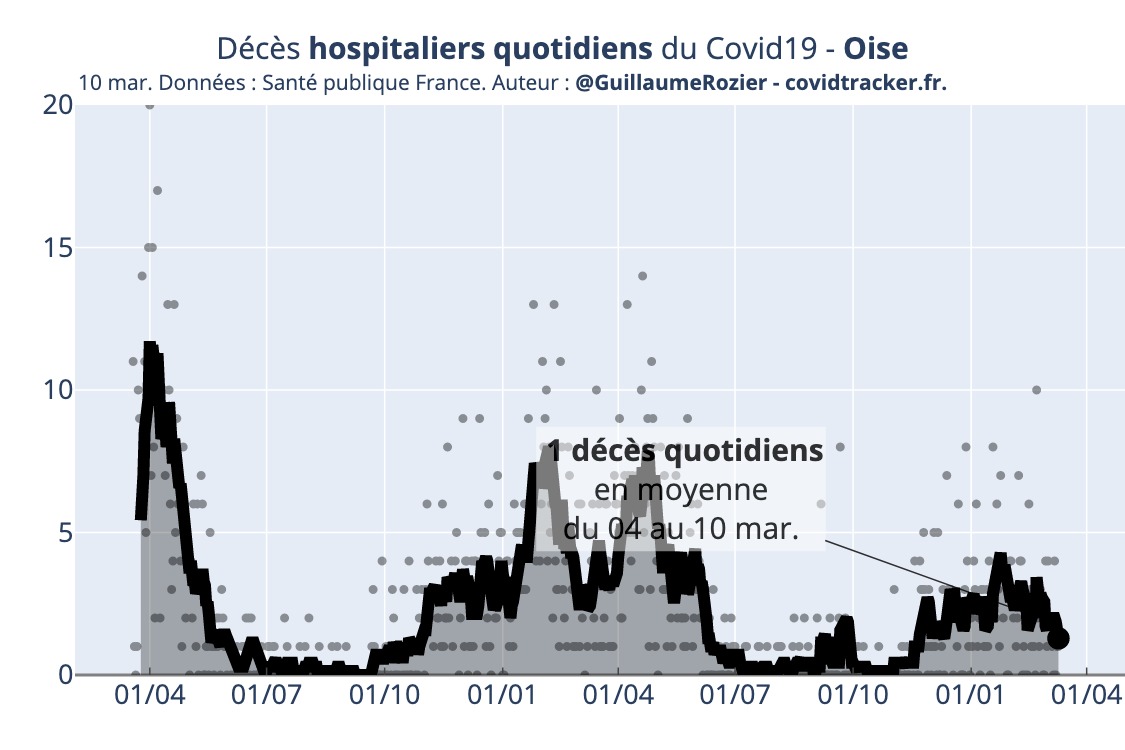 Décès hospitaliers quotidiens du Covid19 - Oise
10 mar. Données : Santé publique France. Auteur : @GuillaumeRozier - covidtracker.fr.
20
15
10
5
0
1 décès quotidiens
en moyenne
du 04 au 10 mar.
01/04 01/07 01/10 01/01 01/04 01/07 01/10 01/01 01/04